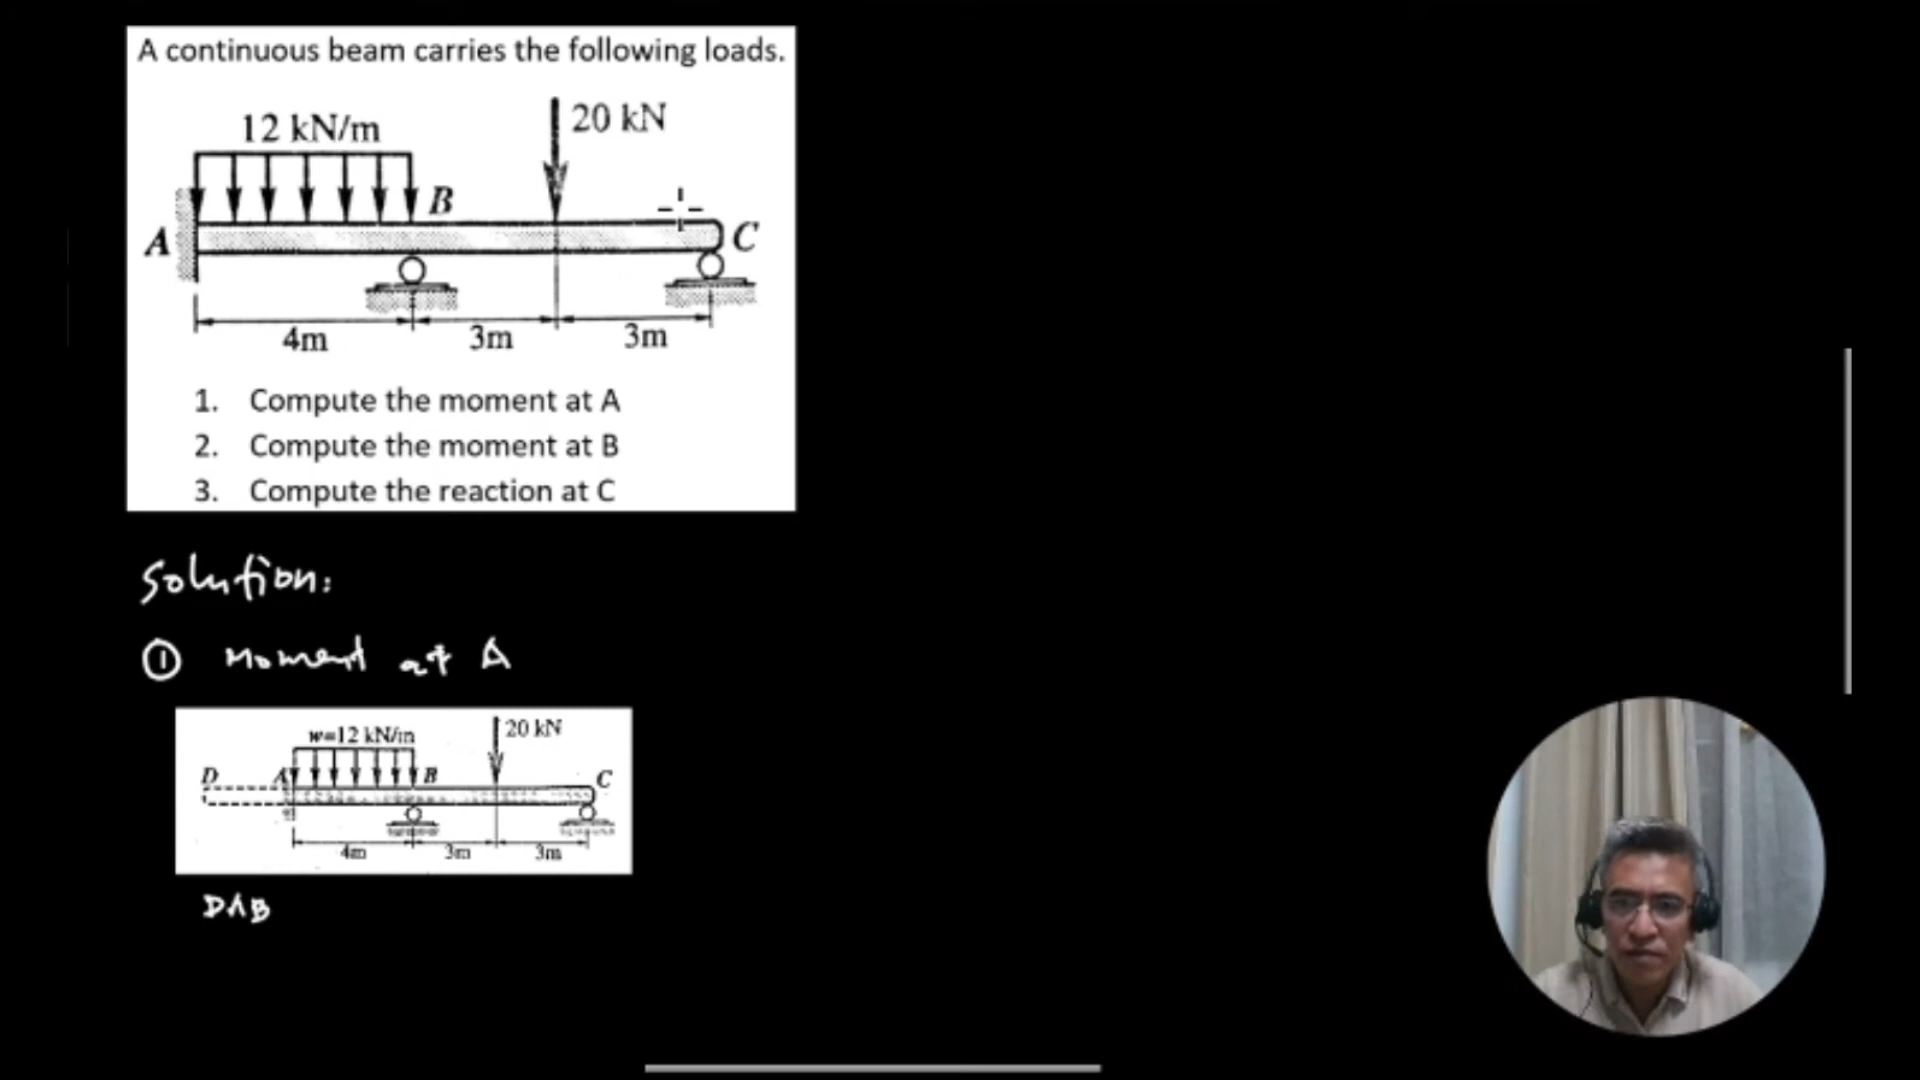 A continuous beam carries the following loads.
12 kN/m
20 kN
B
A
C
4m
3m
3m
1. Compute the moment at A
2. Compute the moment at B
3. Compute the reaction at C
Solution:
① Moment at A
w=12 kN/m
20 kN
D
A
B
C
4m
3m
3m
DAB